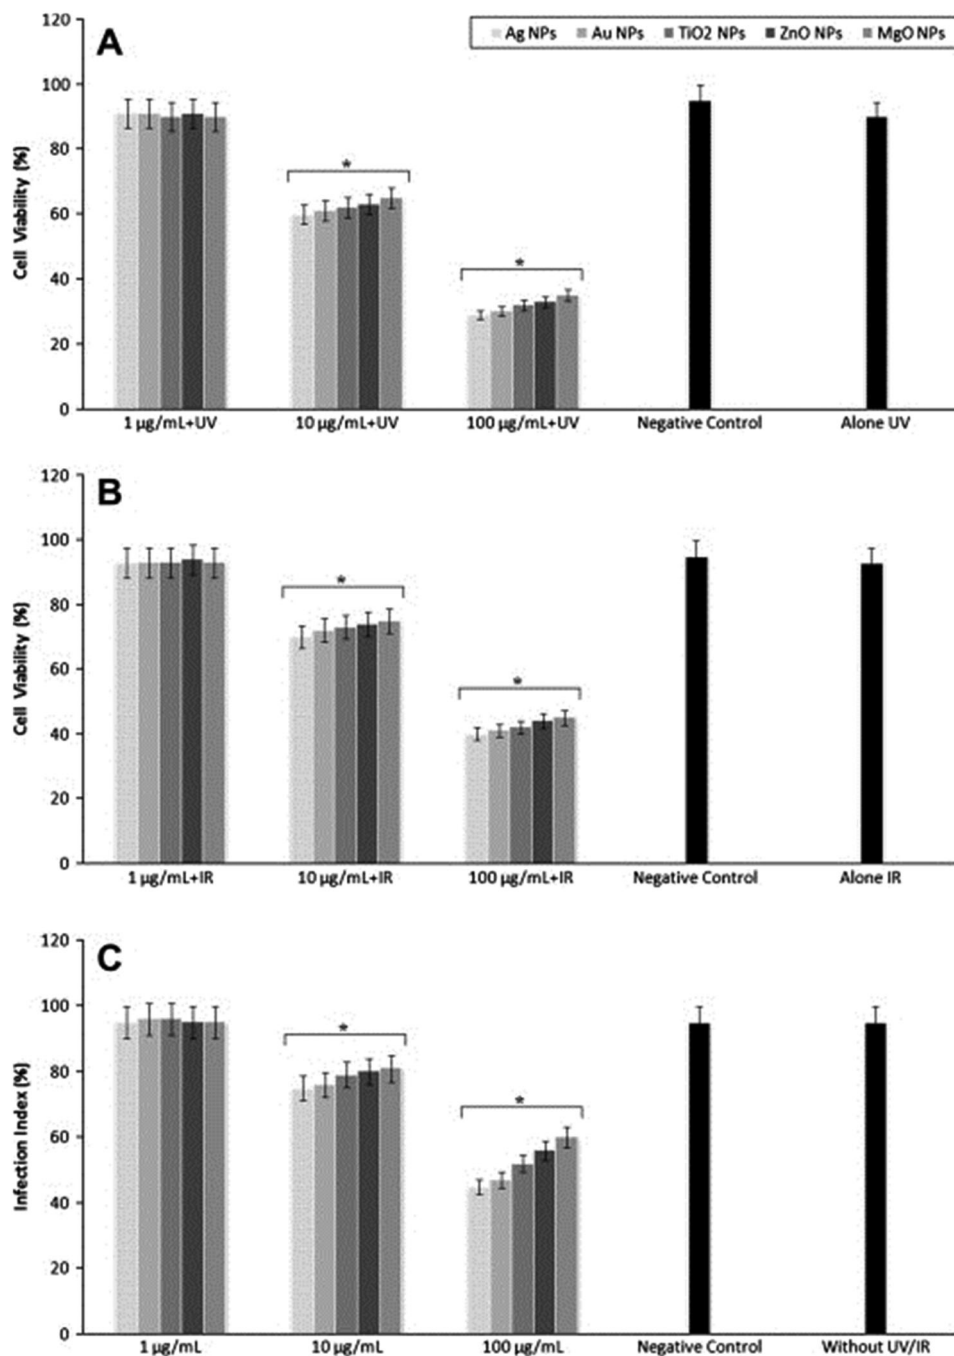 A
Ag NPs Au NPs TiO2 NPs ZnO NPs MgO NPs
Cell Viability (%)
120
100
80
60
40
20
0
*
*
1 µg/mL+UV 10 µg/mL+UV 100 µg/mL+UV Negative Control Alone UV
B
Cell Viability (%)
120
100
80
60
40
20
0
*
*
1 µg/mL+IR 10 µg/mL+IR 100 µg/mL+IR Negative Control Alone IR
C
Infection Index (%)
120
100
80
60
40
20
0
*
*
1 µg/mL 10 µg/mL 100 µg/mL Negative Control Without UV/IR